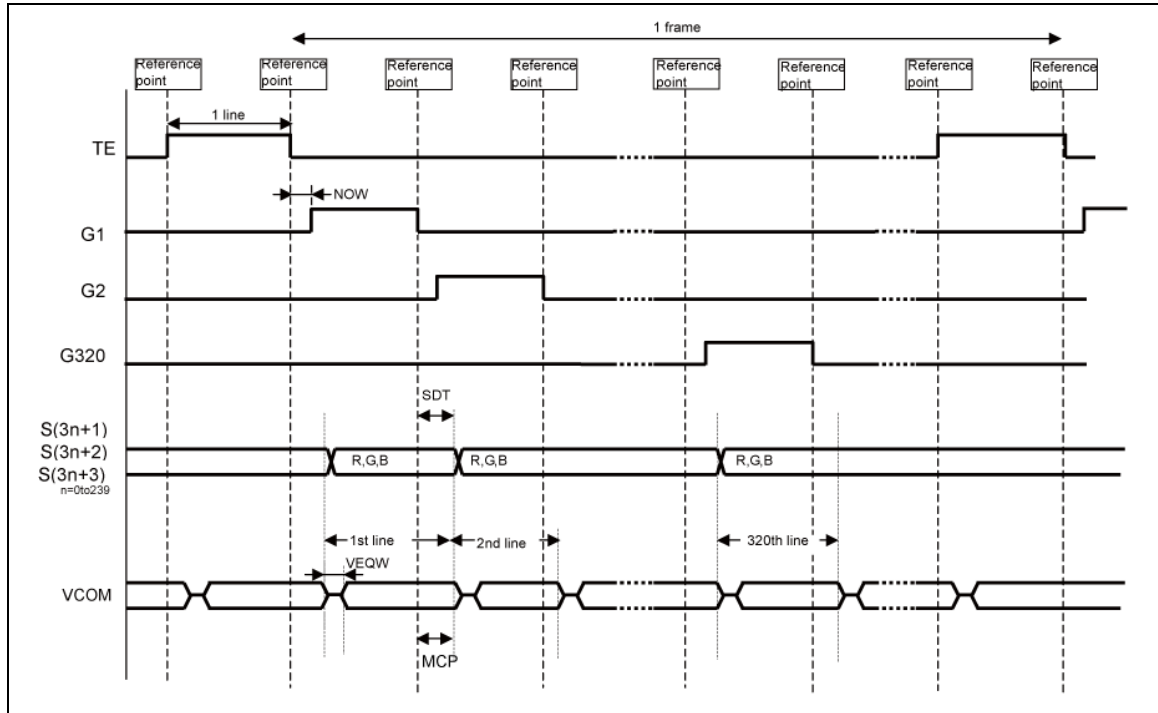 1 frame
Reference
point
Reference
point
Reference
point
Reference
point
Reference
point
Reference
point
Reference
point
Reference
point
1 line
TE
NOW
G1
G2
G320
SDT
S(3n+1)
S(3n+2)
S(3n+3)
n=0to239
R,G,B
R,G,B
R,G,B
1st line
2nd line
320th line
VEQW
VCOM
MCP